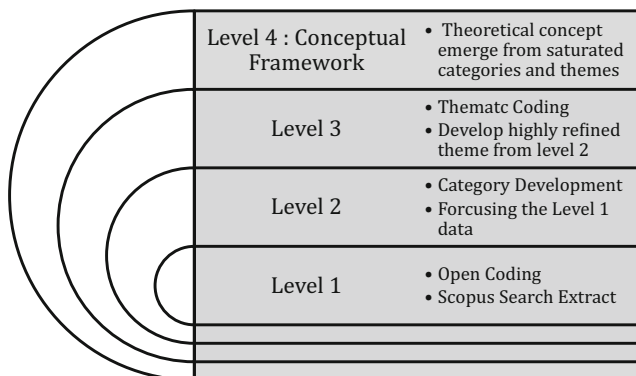 Level 4 : Conceptual
Framework
• Theoretical concept
emerge from saturated
categories and themes
Level 3
• Thematc Coding
• Develop highly refined
theme from level 2
Level 2
• Category Development
• Forcusing the Level 1
data
Level 1
• Open Coding
• Scopus Search Extract